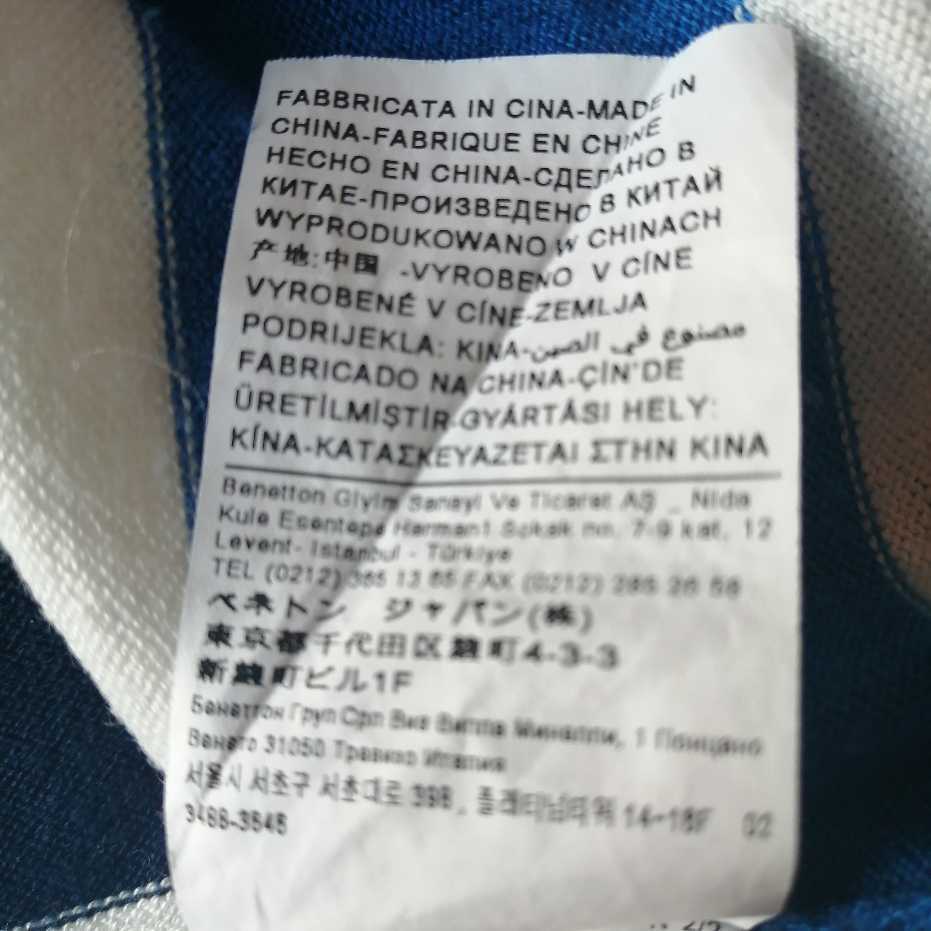 FABBRICATA IN CINA-MADE IN
CHINA-FABRIQUE EN CHINE
HECHO EN CHINA-СДЕЛАНО В
КИТАЕ-ПРОИЗВЕДЕНО В КИТАЙ
WYPRODUKOWANO W CHINACH
产地:中国 -VYROBENO V CÍNE
VYROBENÉ V CÍNE-ZEMLJA
PODRIJEKLA: KINA-مصنوع في الصين
FABRICADO NA CHINA-ÇİN'DE
ÜRETİLMİŞTİR-GYÁRTÁSI HELY:
KÍNA-ΚΑΤΑΣΚΕΥΑΖΕΤΑΙ ΣΤΗΝ ΚΙΝΑ
Benetton Giyim Sanayi Ve Ticaret AŞ _ Nida
Kule Esentepe Harman1 Sokak no. 7-9 kat. 12
Levent- Istanbul - Türkiye
TEL (0212) 385 13 85 FAX (0212) 285 26 58
ベネトン ジャパン(株)
東京都千代田区麹町4-3-3
新麹町ビル1F
Бенеттон Груп Срл Виа Вилла Минелли, 1 Понцано
Венето 31050 Тревизо Италия
서울시 서초구 서초대로 398, 플래티넘타워 14-18F 02
3488-3845